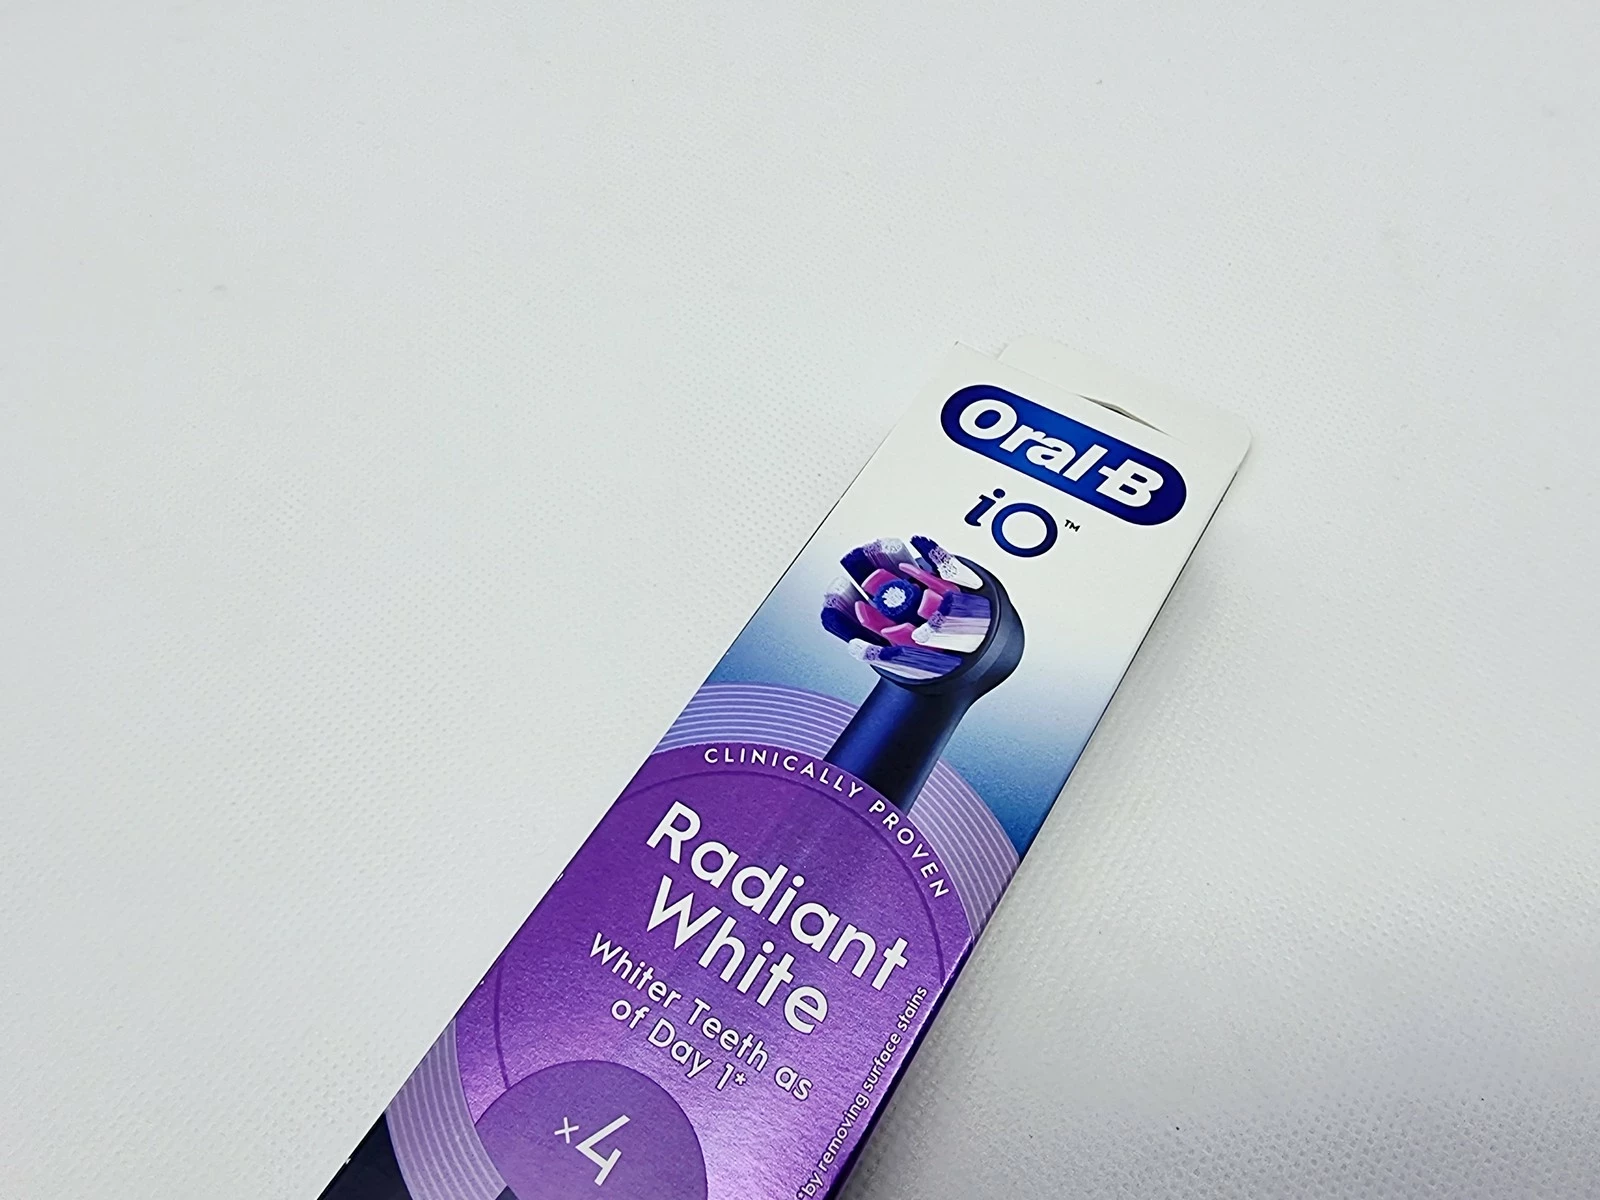 Oral-B
iO™
CLINICALLY PROVEN
Radiant
White
Whiter Teeth as
of Day 1*
x4
*by removing surface stains